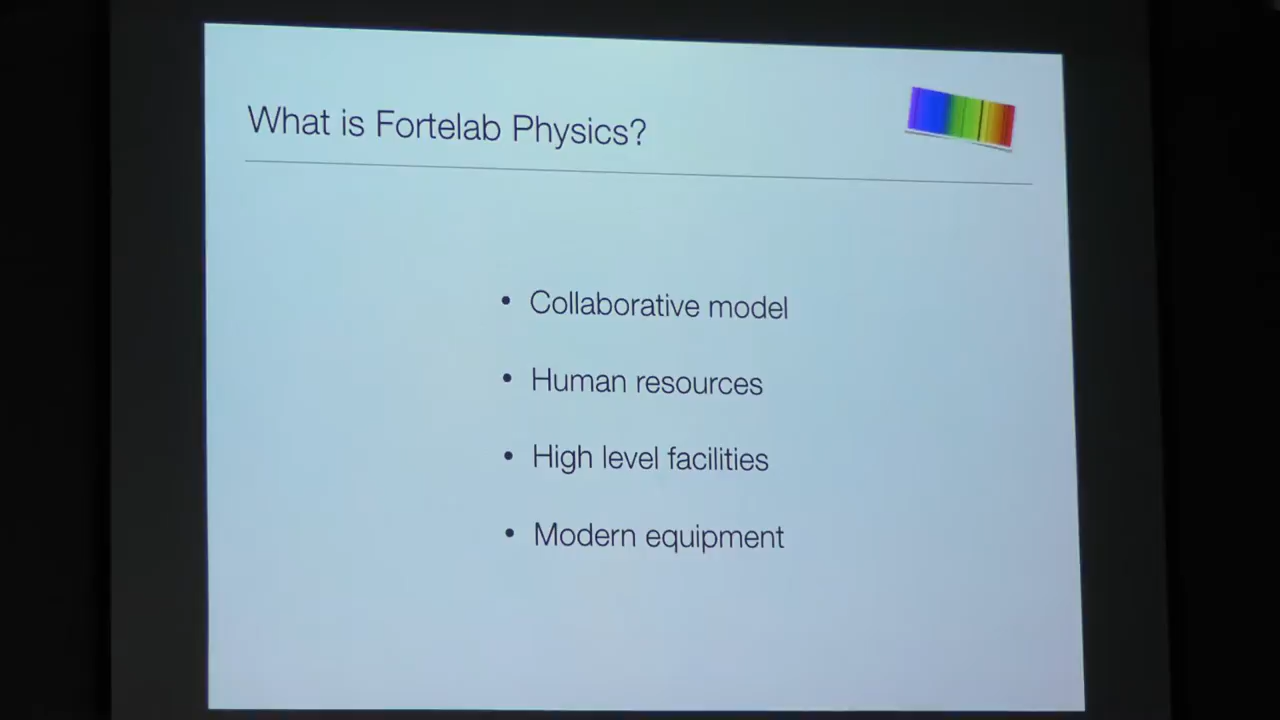 What is Fortelab Physics?
• Collaborative model
• Human resources
• High level facilities
• Modern equipment